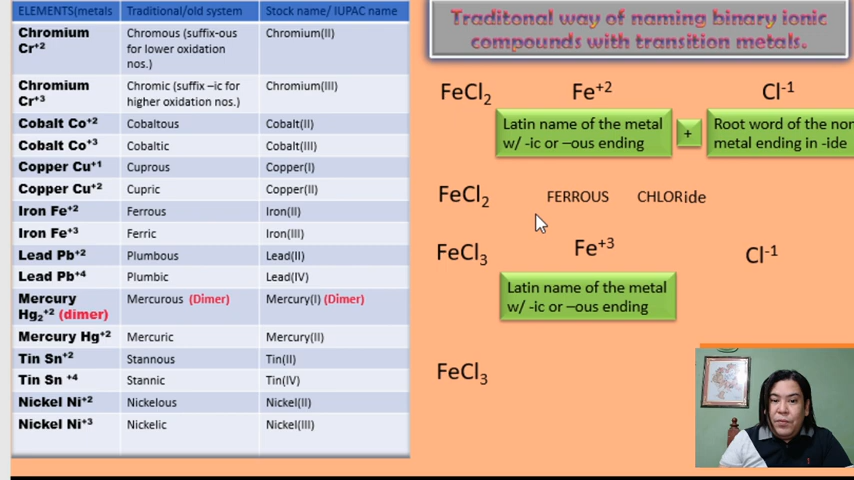 ELEMENTS(metals
Traditional/old system
Stock name/ IUPAC name
Chromium
Cr+2
Chromous (suffix-ous
for lower oxidation
nos.)
Chromium(II)
Chromium
Cr+3
Chromic (suffix –ic for
higher oxidation nos.)
Chromium(III)
Cobalt Co+2
Cobaltous
Cobalt(II)
Cobalt Co+3
Cobaltic
Cobalt(III)
Copper Cu+1
Cuprous
Copper(I)
Copper Cu+2
Cupric
Copper(II)
Iron Fe+2
Ferrous
Iron(II)
Iron Fe+3
Ferric
Iron(III)
Lead Pb+2
Plumbous
Lead(II)
Lead Pb+4
Plumbic
Lead(IV)
Mercury
Hg2+2 (dimer)
Mercurous (Dimer)
Mercury(I) (Dimer)
Mercury Hg+2
Mercuric
Mercury(II)
Tin Sn+2
Stannous
Tin(II)
Tin Sn +4
Stannic
Tin(IV)
Nickel Ni+2
Nickelous
Nickel(II)
Nickel Ni+3
Nickelic
Nickel(III)
Traditonal way of naming binary ionic
compounds with transition metals.
FeCl2 Fe+2 Cl-1
Latin name of the metal
w/ -ic or –ous ending
+
Root word of the non
metal ending in -ide
FeCl2 FERROUS CHLORide
FeCl3 Fe+3 Cl-1
Latin name of the metal
w/ -ic or –ous ending
FeCl3